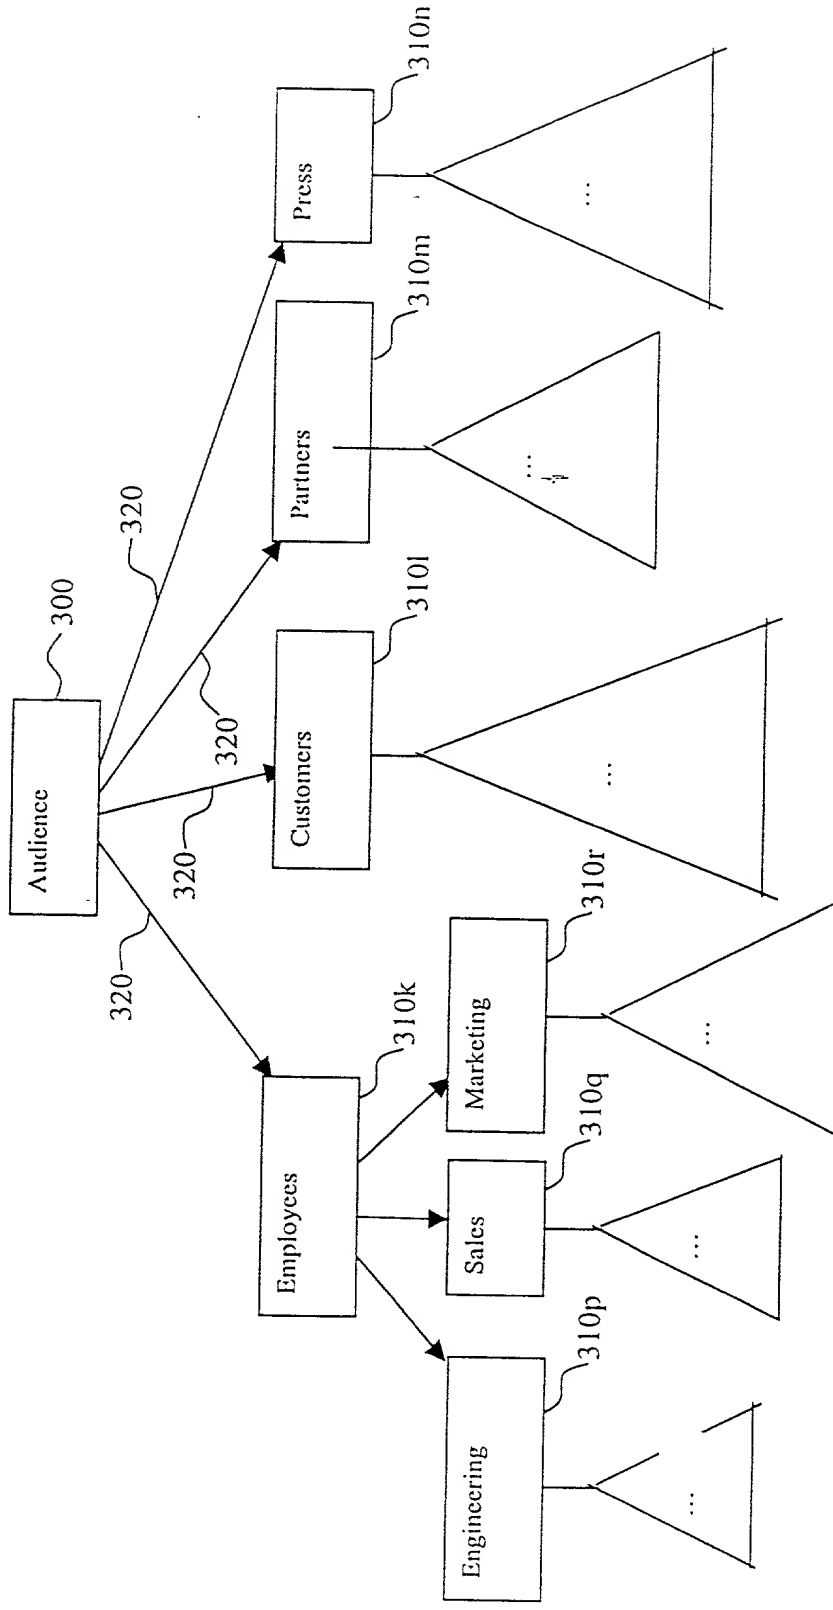 Audience
300
320
320
320
320
Employees
310k
Customers
310l
Partners
310m
Press
310n
Engineering
310p
Sales
310q
Marketing
310r
...
...
...
...
...
...